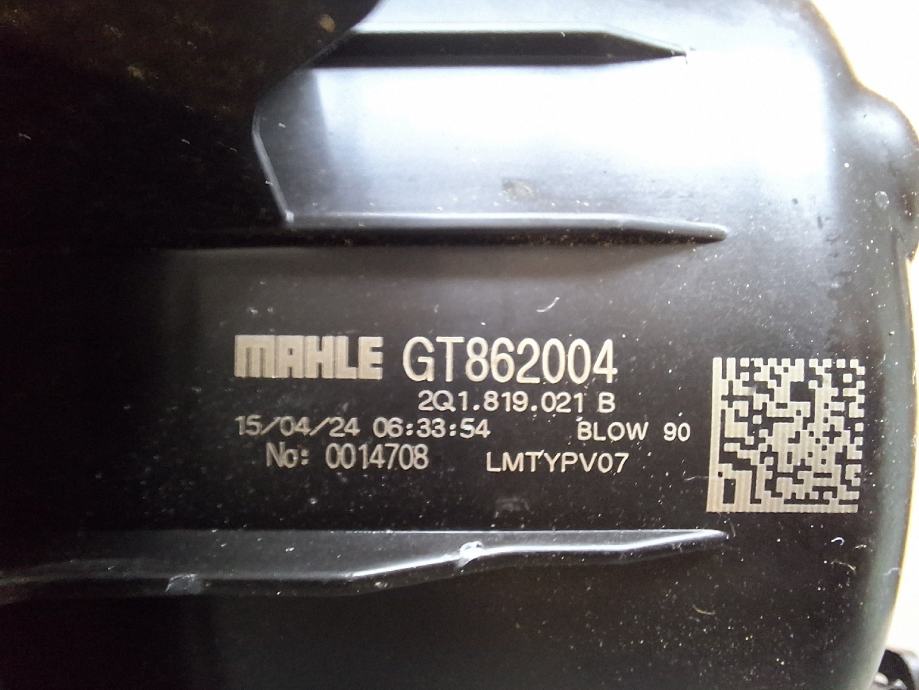 MAHLE GT862004
2Q1.819.021 B
15/04/24 06:33:54 BLOW 90
No: 0014708 LMTYPV07